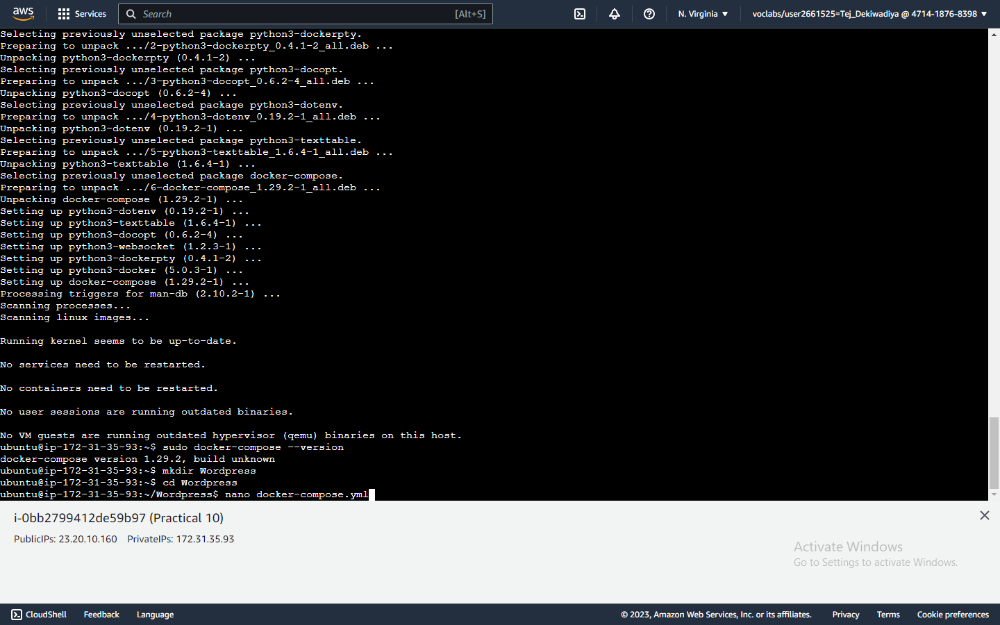 aws
Services
Search
[Alt+S]
N. Virginia
voclabs/user2661525=Tej_Dekiwadiya @ 4714-1876-8398
Selecting previously unselected package python3-dockerpty.
Preparing to unpack .../2-python3-dockerpty_0.4.1-2_all.deb ...
Unpacking python3-dockerpty (0.4.1-2) ...
Selecting previously unselected package python3-docopt.
Preparing to unpack .../3-python3-docopt_0.6.2-4_all.deb ...
Unpacking python3-docopt (0.6.2-4) ...
Selecting previously unselected package python3-dotenv.
Preparing to unpack .../4-python3-dotenv_0.19.2-1_all.deb ...
Unpacking python3-dotenv (0.19.2-1) ...
Selecting previously unselected package python3-texttable.
Preparing to unpack .../5-python3-texttable_1.6.4-1_all.deb ...
Unpacking python3-texttable (1.6.4-1) ...
Selecting previously unselected package docker-compose.
Preparing to unpack .../6-docker-compose_1.29.2-1_all.deb ...
Unpacking docker-compose (1.29.2-1) ...
Setting up python3-dotenv (0.19.2-1) ...
Setting up python3-texttable (1.6.4-1) ...
Setting up python3-docopt (0.6.2-4) ...
Setting up python3-websocket (1.2.3-1) ...
Setting up python3-dockerpty (0.4.1-2) ...
Setting up python3-docker (5.0.3-1) ...
Setting up docker-compose (1.29.2-1) ...
Processing triggers for man-db (2.10.2-1) ...
Scanning processes...
Scanning linux images...
Running kernel seems to be up-to-date.
No services need to be restarted.
No containers need to be restarted.
No user sessions are running outdated binaries.
No VM guests are running outdated hypervisor (qemu) binaries on this host.
ubuntu@ip-172-31-35-93:~$ sudo docker-compose --version
docker-compose version 1.29.2, build unknown
ubuntu@ip-172-31-35-93:~$ mkdir Wordpress
ubuntu@ip-172-31-35-93:~$ cd Wordpress
ubuntu@ip-172-31-35-93:~/Wordpress$ nano docker-compose.yml
i-0bb2799412de59b97 (Practical 10)
PublicIPs: 23.20.10.160 PrivateIPs: 172.31.35.93
Activate Windows
Go to Settings to activate Windows.
CloudShell
Feedback
Language
© 2023, Amazon Web Services, Inc. or its affiliates.
Privacy
Terms
Cookie preferences